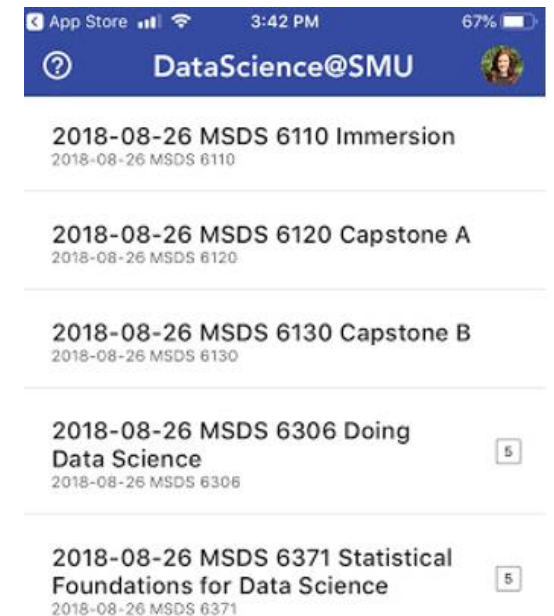 App Store 3:42 PM 67%
DataScience@SMU
2018-08-26 MSDS 6110 Immersion
2018-08-26 MSDS 6110
2018-08-26 MSDS 6120 Capstone A
2018-08-26 MSDS 6120
2018-08-26 MSDS 6130 Capstone B
2018-08-26 MSDS 6130
2018-08-26 MSDS 6306 Doing
Data Science
5
2018-08-26 MSDS 6306
2018-08-26 MSDS 6371 Statistical
Foundations for Data Science
5
2018-08-26 MSDS 6371